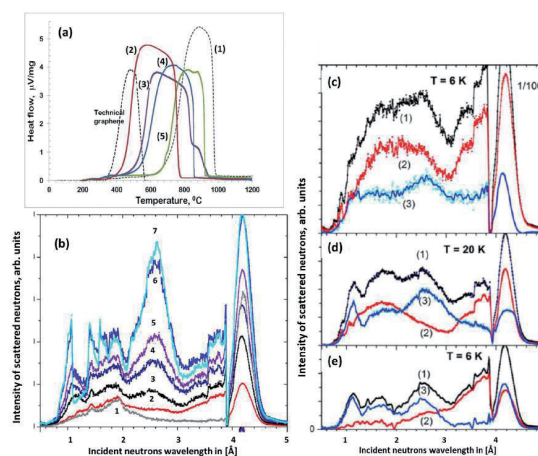 (a)
(1)
(2)
(4)
(3)
(5)
Technical
graphene
Heat flow, μV/mg
5
4
3
2
1
0
0 200 400 600 800 1000 1200
Temperature, ⁰C
(b)
7
6
5
4
3
2
1
Intensity of scattered neutrons, arb. units
1 2 3 4 5
Incident neutrons wavelength in [Å]
(c)
T = 6 K
1/100
(1)
(2)
(3)
(d)
T = 20 K
(1)
(3)
(2)
(e)
T = 6 K
(1)
(3)
(2)
Intensity of scattered neutrons, arb. units
1 2 3 4
Incident neutrons wavelength in [Å]